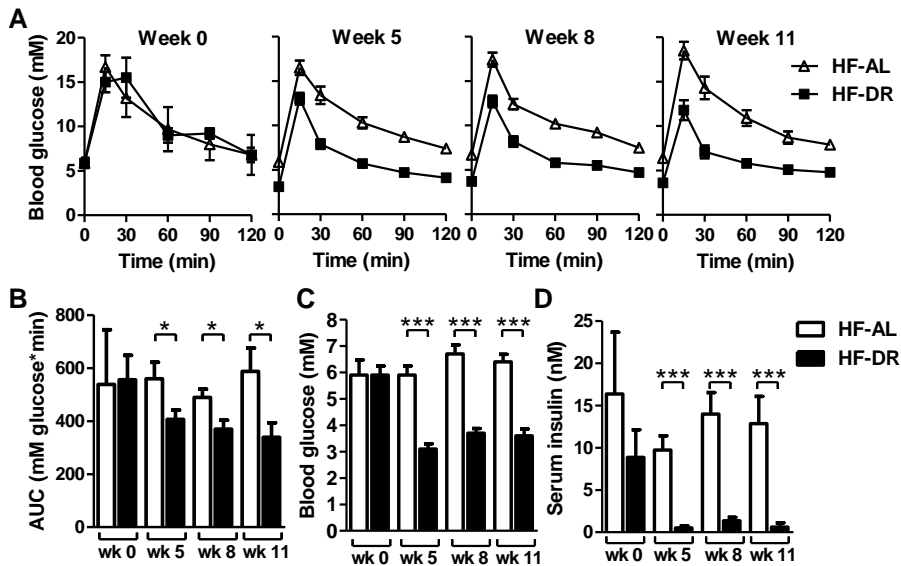 A
Week 0
Week 5
Week 8
Week 11
HF-AL
HF-DR
Blood glucose (mM)
20
15
10
5
0
0 30 60 90 120
0 30 60 90 120
0 30 60 90 120
0 30 60 90 120
Time (min)
Time (min)
Time (min)
Time (min)
B
AUC (mM glucose*min)
800
600
400
200
0
* * *
wk 0 wk 5 wk 8 wk 11
C
Blood glucose (mM)
8
7
6
5
4
3
2
1
0
*** *** ***
wk 0 wk 5 wk 8 wk 11
D
Serum insulin (nM)
25
20
15
10
5
0
*** *** ***
wk 0 wk 5 wk 8 wk 11
HF-AL
HF-DR